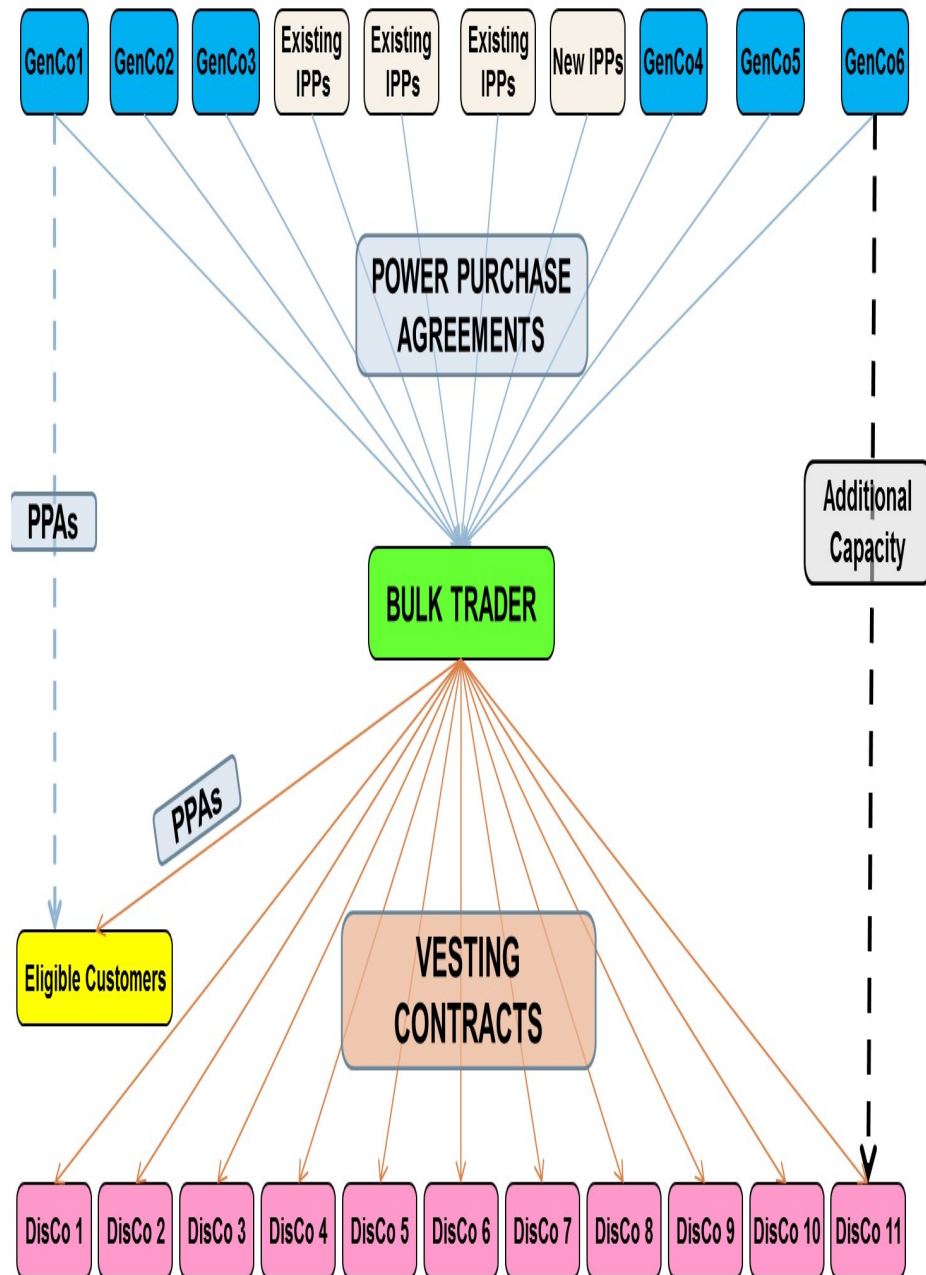 GenCo1
GenCo2
GenCo3
Existing
IPPs
Existing
IPPs
Existing
IPPs
New IPPs
GenCo4
GenCo5
GenCo6
POWER PURCHASE
AGREEMENTS
PPAs
Additional
Capacity
BULK TRADER
PPAs
Eligible Customers
VESTING
CONTRACTS
DisCo 1
DisCo 2
DisCo 3
DisCo 4
DisCo 5
DisCo 6
DisCo 7
DisCo 8
DisCo 9
DisCo 10
DisCo 11